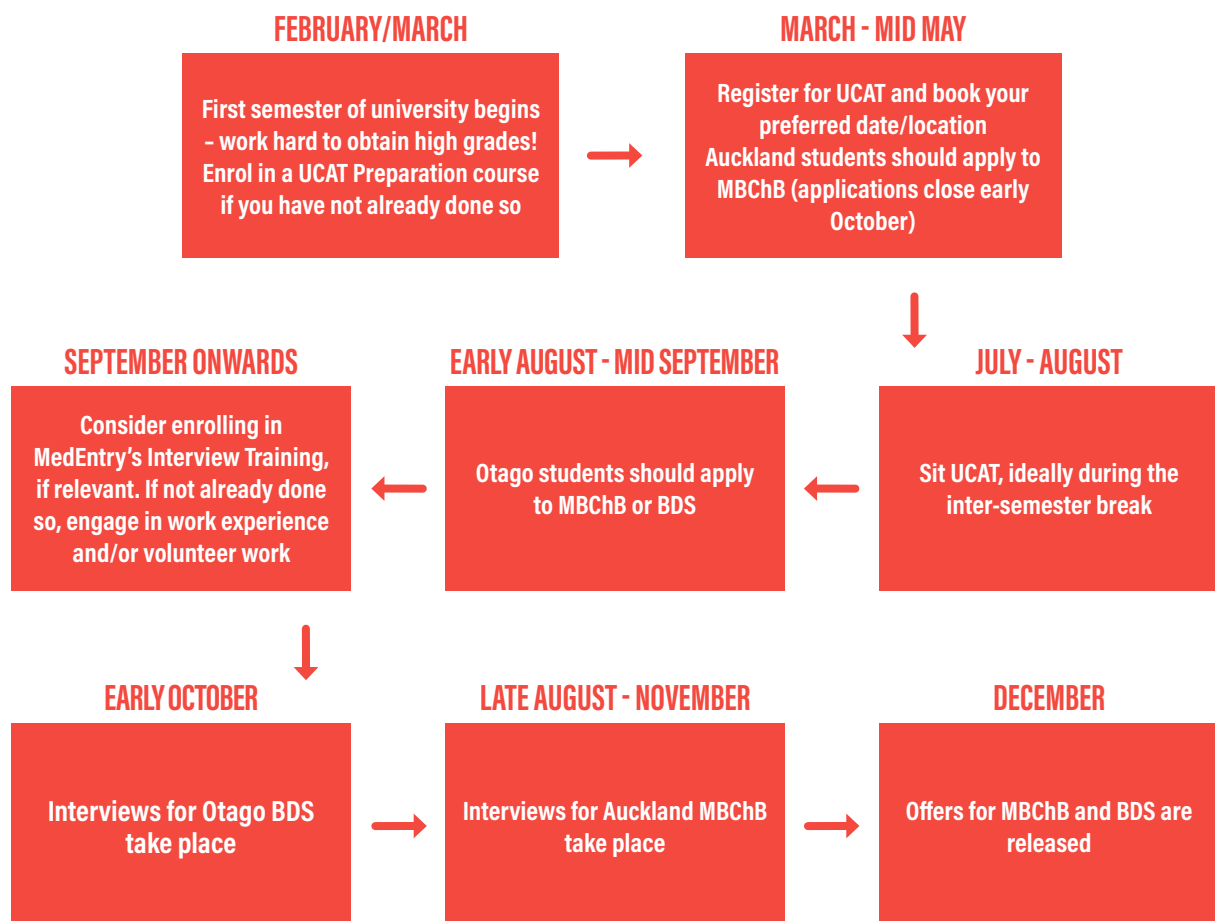 FEBRUARY/MARCH
First semester of university begins
– work hard to obtain high grades!
Enrol in a UCAT Preparation course
if you have not already done so
MARCH - MID MAY
Register for UCAT and book your
preferred date/location
Auckland students should apply to
MBChB (applications close early
October)
JULY - AUGUST
Sit UCAT, ideally during the
inter-semester break
EARLY AUGUST - MID SEPTEMBER
Otago students should apply
to MBChB or BDS
SEPTEMBER ONWARDS
Consider enrolling in
MedEntry’s Interview Training,
if relevant. If not already done
so, engage in work experience
and/or volunteer work
EARLY OCTOBER
Interviews for Otago BDS
take place
LATE AUGUST - NOVEMBER
Interviews for Auckland MBChB
take place
DECEMBER
Offers for MBChB and BDS are
released